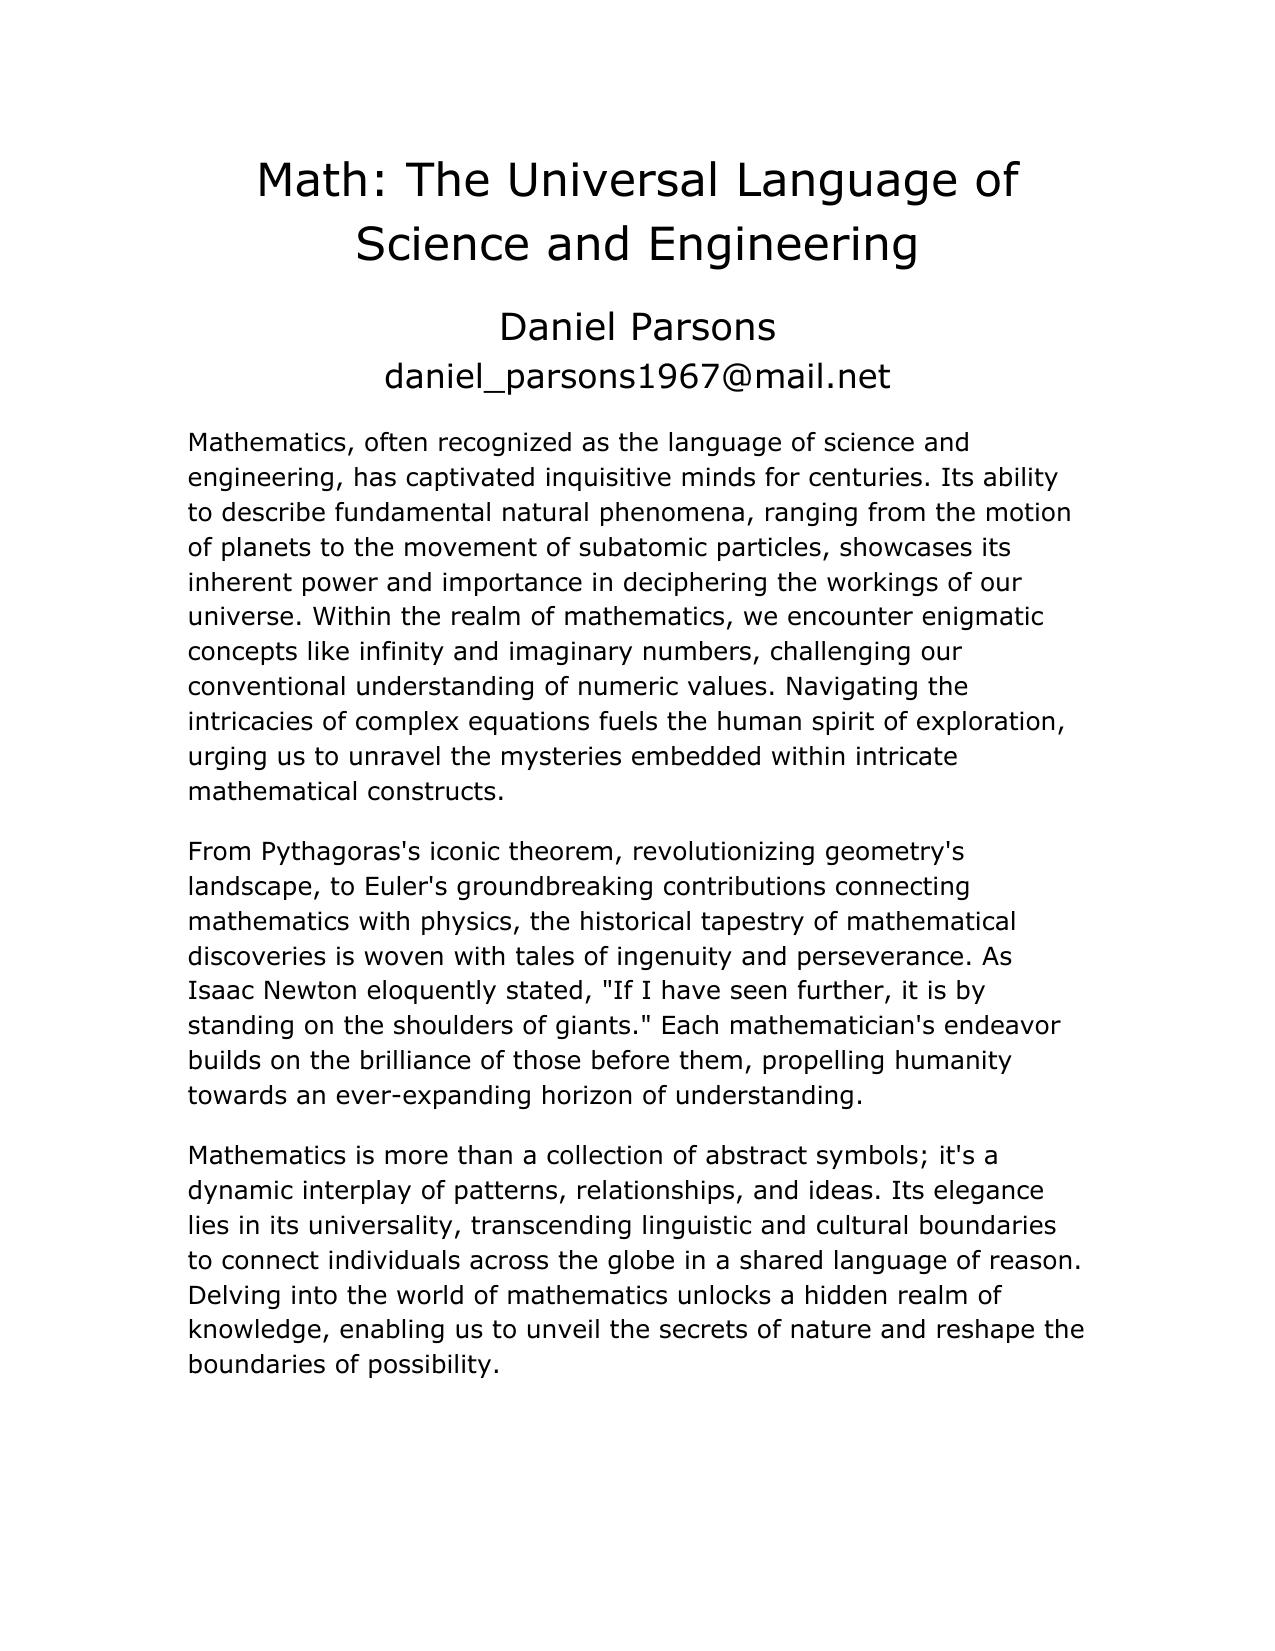 Math: The Universal Language of
Science and Engineering
Daniel Parsons
daniel_parsons1967@mail.net
Mathematics, often recognized as the language of science and
engineering, has captivated inquisitive minds for centuries. Its ability
to describe fundamental natural phenomena, ranging from the motion
of planets to the movement of subatomic particles, showcases its
inherent power and importance in deciphering the workings of our
universe. Within the realm of mathematics, we encounter enigmatic
concepts like infinity and imaginary numbers, challenging our
conventional understanding of numeric values. Navigating the
intricacies of complex equations fuels the human spirit of exploration,
urging us to unravel the mysteries embedded within intricate
mathematical constructs.
From Pythagoras's iconic theorem, revolutionizing geometry's
landscape, to Euler's groundbreaking contributions connecting
mathematics with physics, the historical tapestry of mathematical
discoveries is woven with tales of ingenuity and perseverance. As
Isaac Newton eloquently stated, "If I have seen further, it is by
standing on the shoulders of giants." Each mathematician's endeavor
builds on the brilliance of those before them, propelling humanity
towards an ever-expanding horizon of understanding.
Mathematics is more than a collection of abstract symbols; it's a
dynamic interplay of patterns, relationships, and ideas. Its elegance
lies in its universality, transcending linguistic and cultural boundaries
to connect individuals across the globe in a shared language of reason.
Delving into the world of mathematics unlocks a hidden realm of
knowledge, enabling us to unveil the secrets of nature and reshape the
boundaries of possibility.